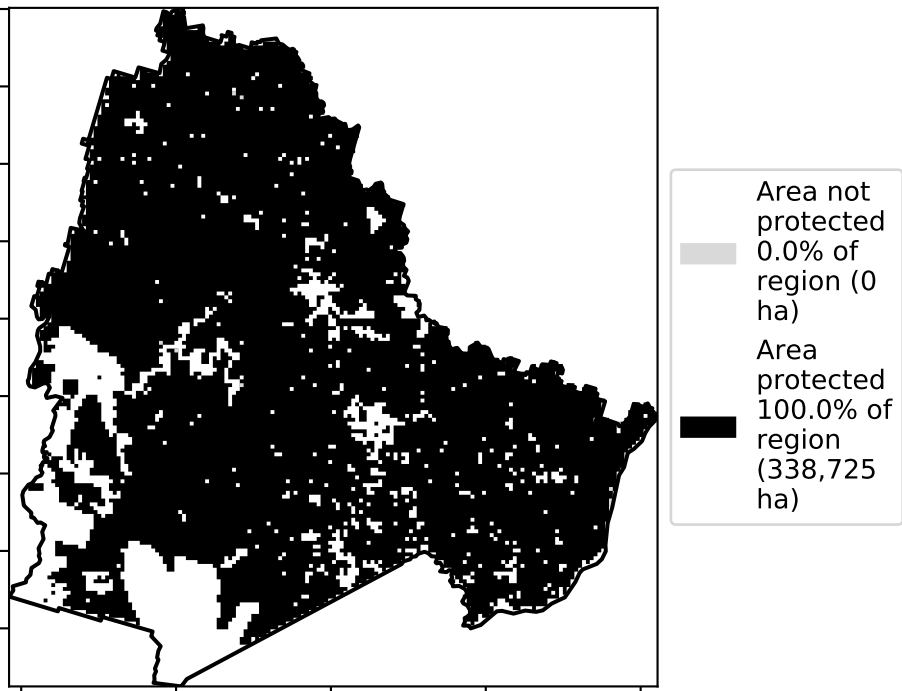 Area not
protected
0.0% of
region (0
ha)
Area
protected
100.0% of
region
(338,725
ha)